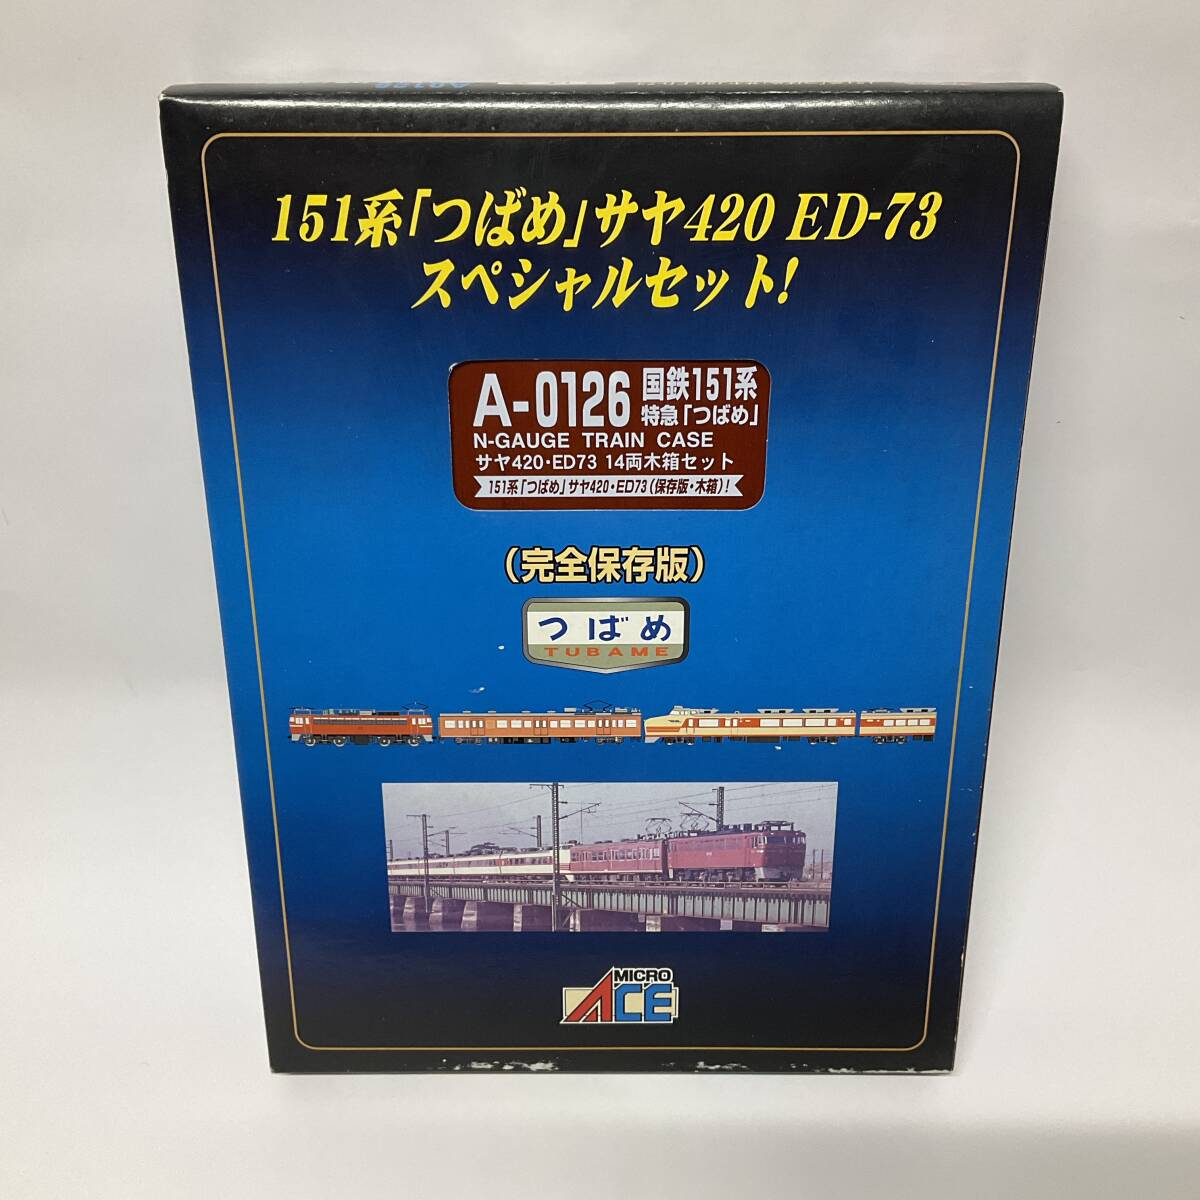 A0126
151系「つばめ」サヤ420 ED-73
スペシャルセット!
A-0126 国鉄151系
特急「つばめ」
N-GAUGE TRAIN CASE
サヤ420・ED73 14両木箱セット
151系「つばめ」サヤ420・ED73(保存版・木箱)!
(完全保存版)
つばめ
TUBAME
MICRO
ACE